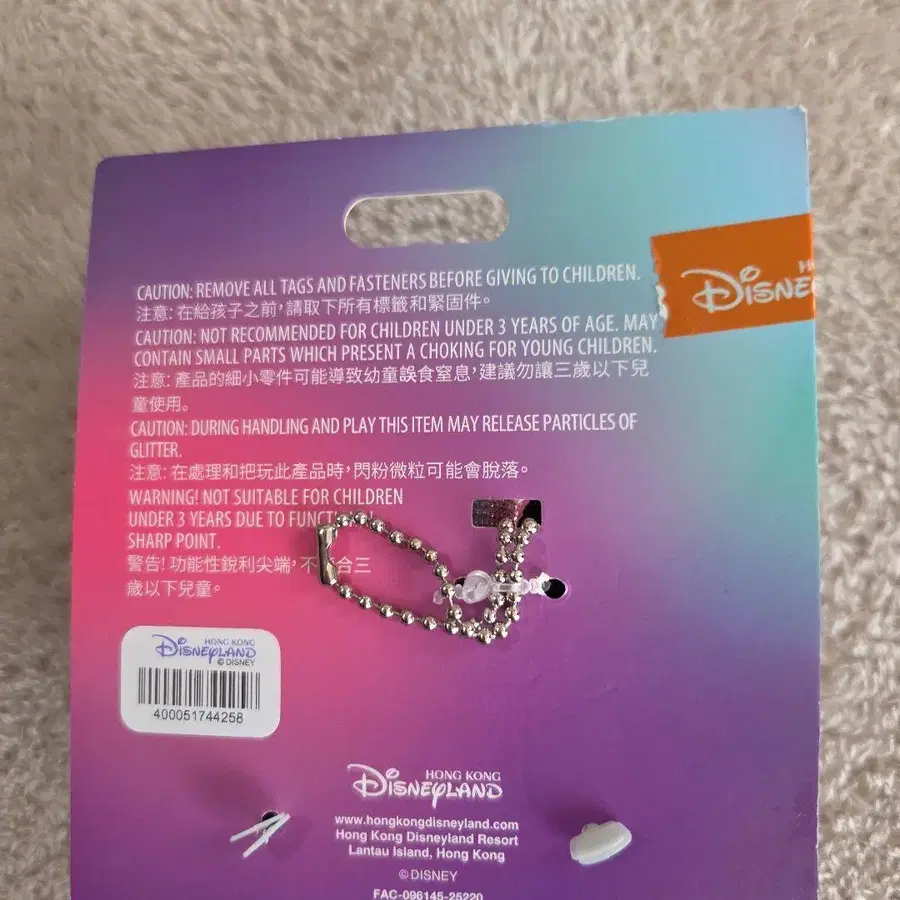 CAUTION: REMOVE ALL TAGS AND FASTENERS BEFORE GIVING TO CHILDREN.
注意: 在給孩子之前,請取下所有標籤和緊固件。
CAUTION: NOT RECOMMENDED FOR CHILDREN UNDER 3 YEARS OF AGE. MAY
CONTAIN SMALL PARTS WHICH PRESENT A CHOKING FOR YOUNG CHILDREN.
注意: 產品的細小零件可能導致幼童誤食窒息,建議勿讓三歲以下兒
童使用。
CAUTION: DURING HANDLING AND PLAY THIS ITEM MAY RELEASE PARTICLES OF
GLITTER.
注意: 在處理和把玩此產品時,閃粉微粒可能會脫落。
WARNING! NOT SUITABLE FOR CHILDREN
UNDER 3 YEARS DUE TO
SHARP POINT.
警告! 功能性銳利尖端, 不 合三
歲以下兒童。
DISNE
HONG KONG
DISNEYLAND
© DISNEY
400051744258
HONG KONG
DISNEYLAND
www.hongkongdisneyland.com
Hong Kong Disneyland Resort
Lantau Island, Hong Kong
© DISNEY
FAC-096145-25220